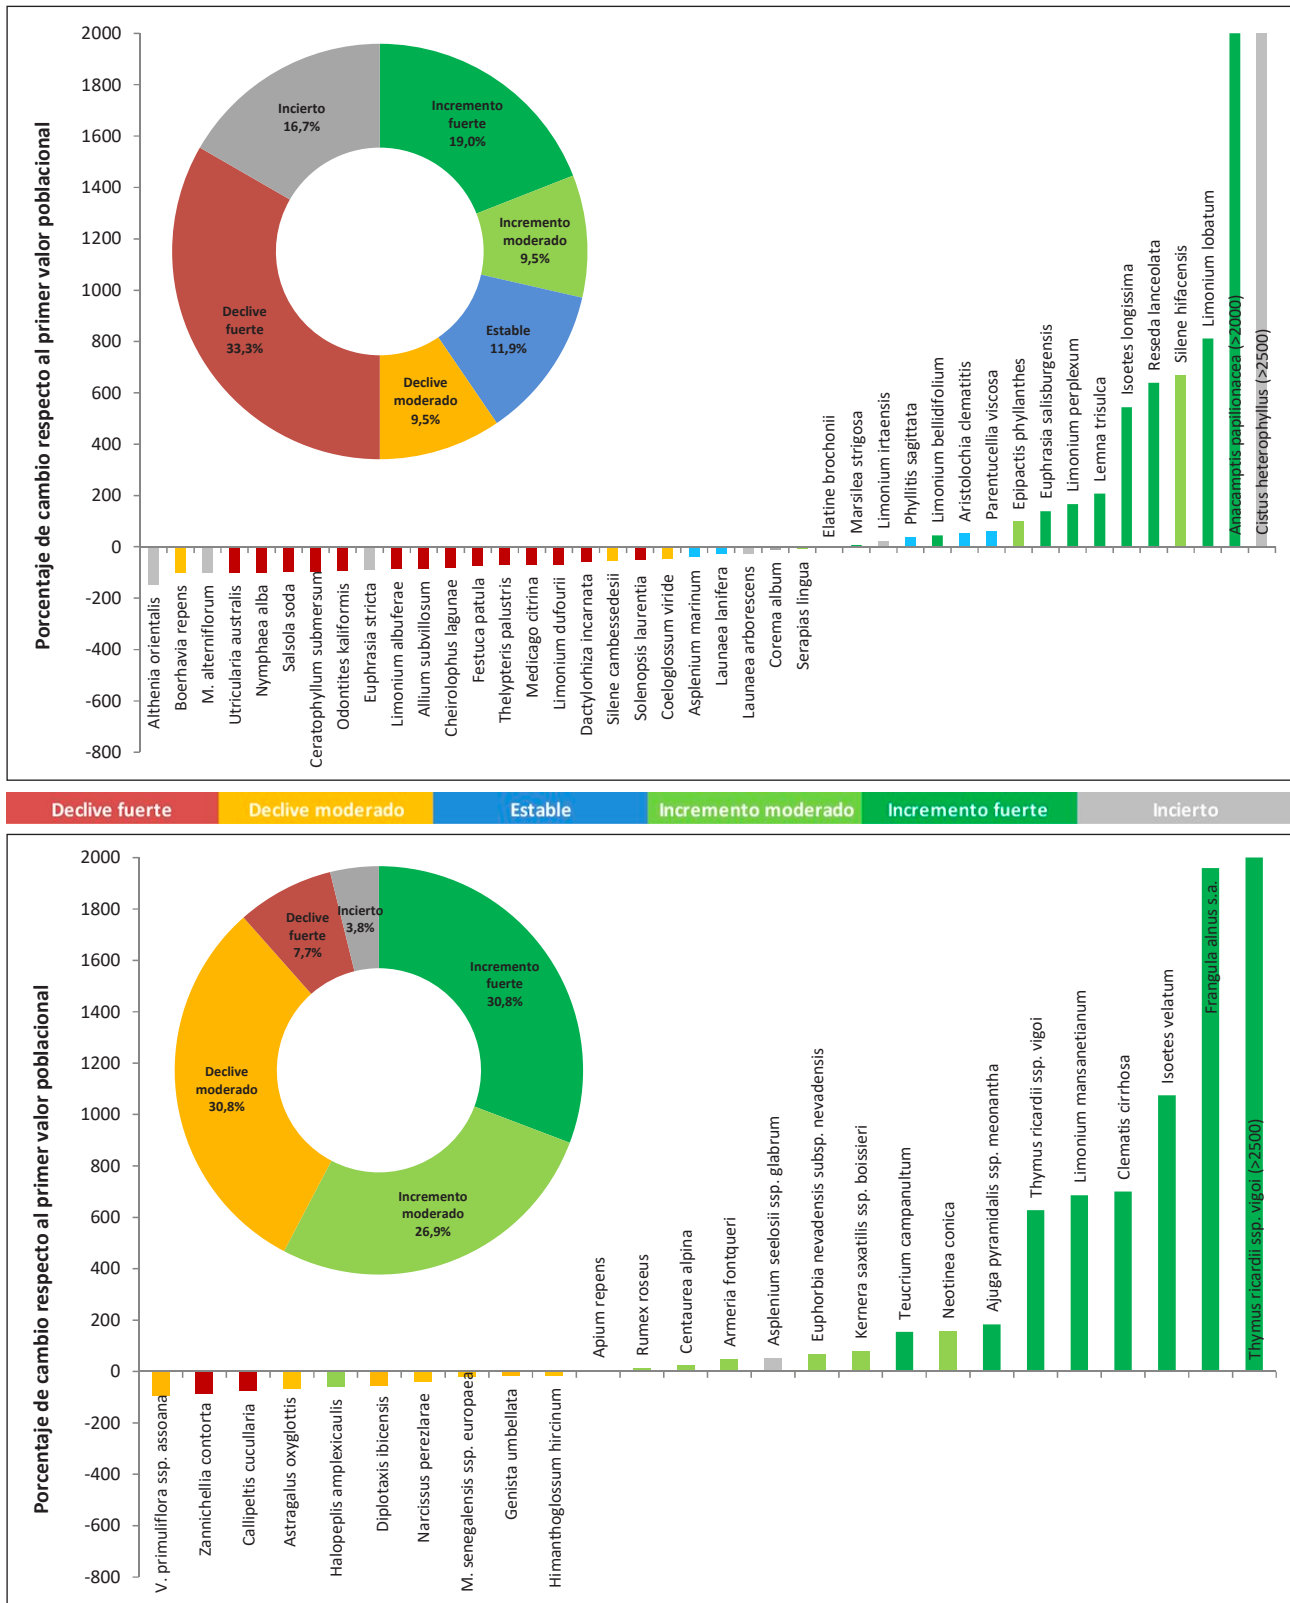 Porcentaje de cambio respecto al primer valor poblacional
2000
1800
1600
1400
1200
1000
800
600
400
200
0
-200
-400
-600
-800
Incierto
16,7%
Incremento
fuerte
19,0%
Incremento
moderado
9,5%
Estable
11,9%
Declive
moderado
9,5%
Declive
fuerte
33,3%
Althenia orientalis
Boerhavia repens
M. alterniflorum
Utricularia australis
Nymphaea alba
Salsola soda
Ceratophyllum submersum
Odontites kaliformis
Euphrasia stricta
Limonium albuferae
Allium subvillosum
Cheirolophus lagunae
Festuca patula
Thelypteris palustris
Medicago citrina
Limonium dufourii
Dactylorhiza incarnata
Silene cambessedesii
Solenopsis laurentia
Coeloglossum viride
Asplenium marinum
Launaea lanifera
Launaea arborescens
Corema album
Serapias lingua
Elatine brochonii
Marsilea strigosa
Limonium irtaensis
Phyllitis sagittata
Limonium bellidifolium
Aristolochia clematitis
Parentucellia viscosa
Epipactis phyllanthes
Euphrasia salisburgensis
Limonium perplexum
Lemna trisulca
Isoetes longissima
Reseda lanceolata
Silene hifacensis
Limonium lobatum
Anacamptis papilionacea (>2000)
Cistus heterophyllus (>2500)
Declive fuerte
Declive moderado
Estable
Incremento moderado
Incremento fuerte
Incierto
Porcentaje de cambio respecto al primer valor poblacional
2000
1800
1600
1400
1200
1000
800
600
400
200
0
-200
-400
-600
-800
Declive
fuerte
7,7%
Incierto
3,8%
Incremento
fuerte
30,8%
Declive
moderado
30,8%
Incremento
moderado
26,9%
V. primuliflora ssp. assoana
Zannichellia contorta
Callipeltis cucullaria
Astragalus oxyglottis
Halopeplis amplexicaulis
Diplotaxis ibicensis
Narcissus perezlarae
M. senegalensis ssp. europaea
Genista umbellata
Himanthoglossum hircinum
Apium repens
Rumex roseus
Centaurea alpina
Armeria fontqueri
Asplenium seelosii ssp. glabrum
Euphorbia nevadensis subsp. nevadensis
Kernera saxatilis ssp. boissieri
Teucrium campanultum
Neotinea conica
Ajuga pyramidalis ssp. meonantha
Thymus ricardii ssp. vigoi
Limonium mansanetianum
Clematis cirrhosa
Isoetes velatum
Frangula alnus s.a.
Thymus ricardii ssp. vigoi (>2500)